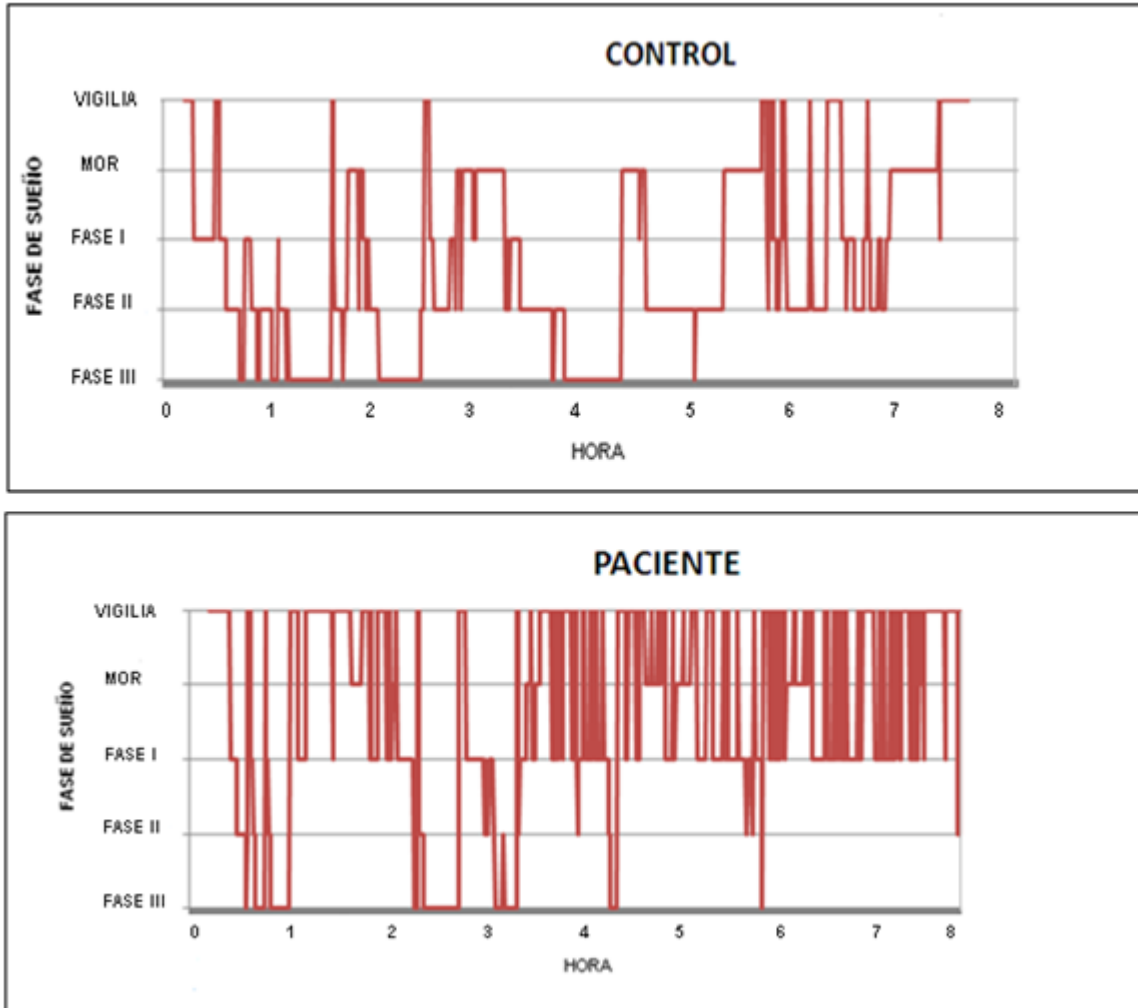 CONTROL
VIGILIA
MOR
FASE I
FASE II
FASE III
FASE DE SUEÑO
0 1 2 3 4 5 6 7 8
HORA
PACIENTE
VIGILIA
MOR
FASE I
FASE II
FASE III
FASE DE SUEÑO
0 1 2 3 4 5 6 7 8
HORA